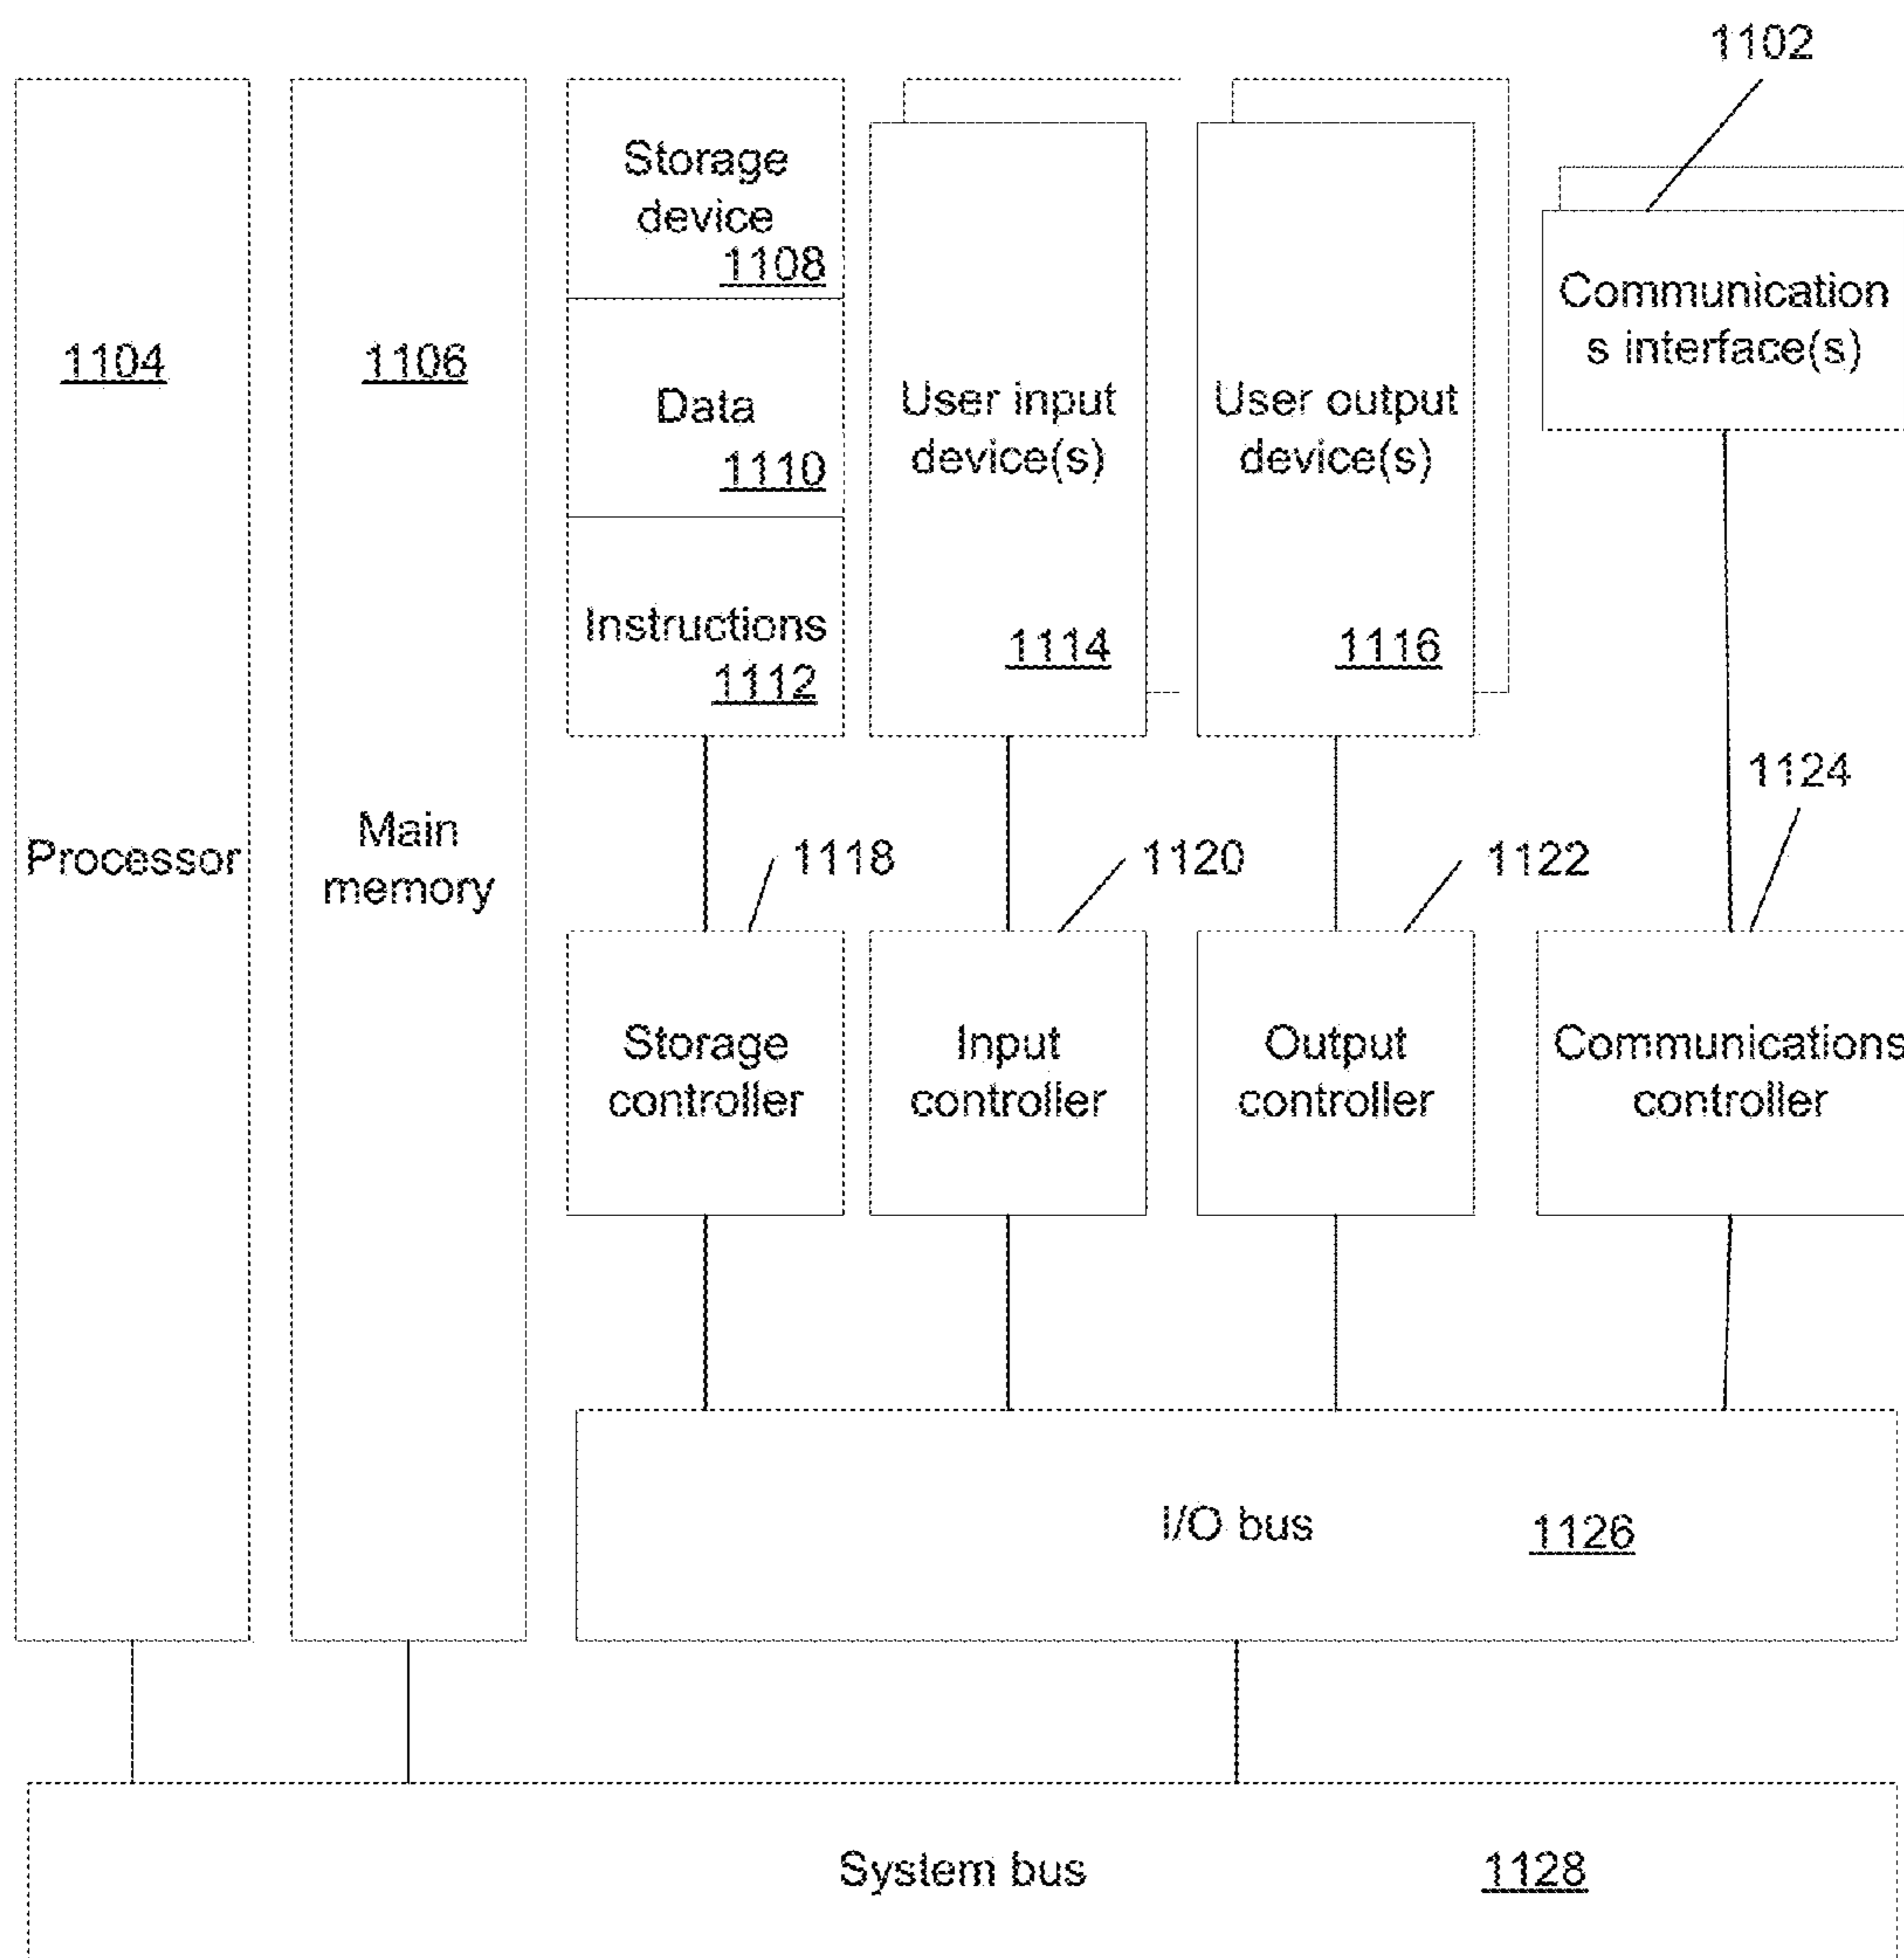 1102
Storage
device
1108
Communication
s interface(s)
1104
1106
Data
1110
User input
device(s)
User output
device(s)
Instructions
1112
1114
1116
1124
Processor
Main
memory
1118
1120
1122
Storage
controller
Input
controller
Output
controller
Communications
controller
I/O bus
1126
System bus
1128